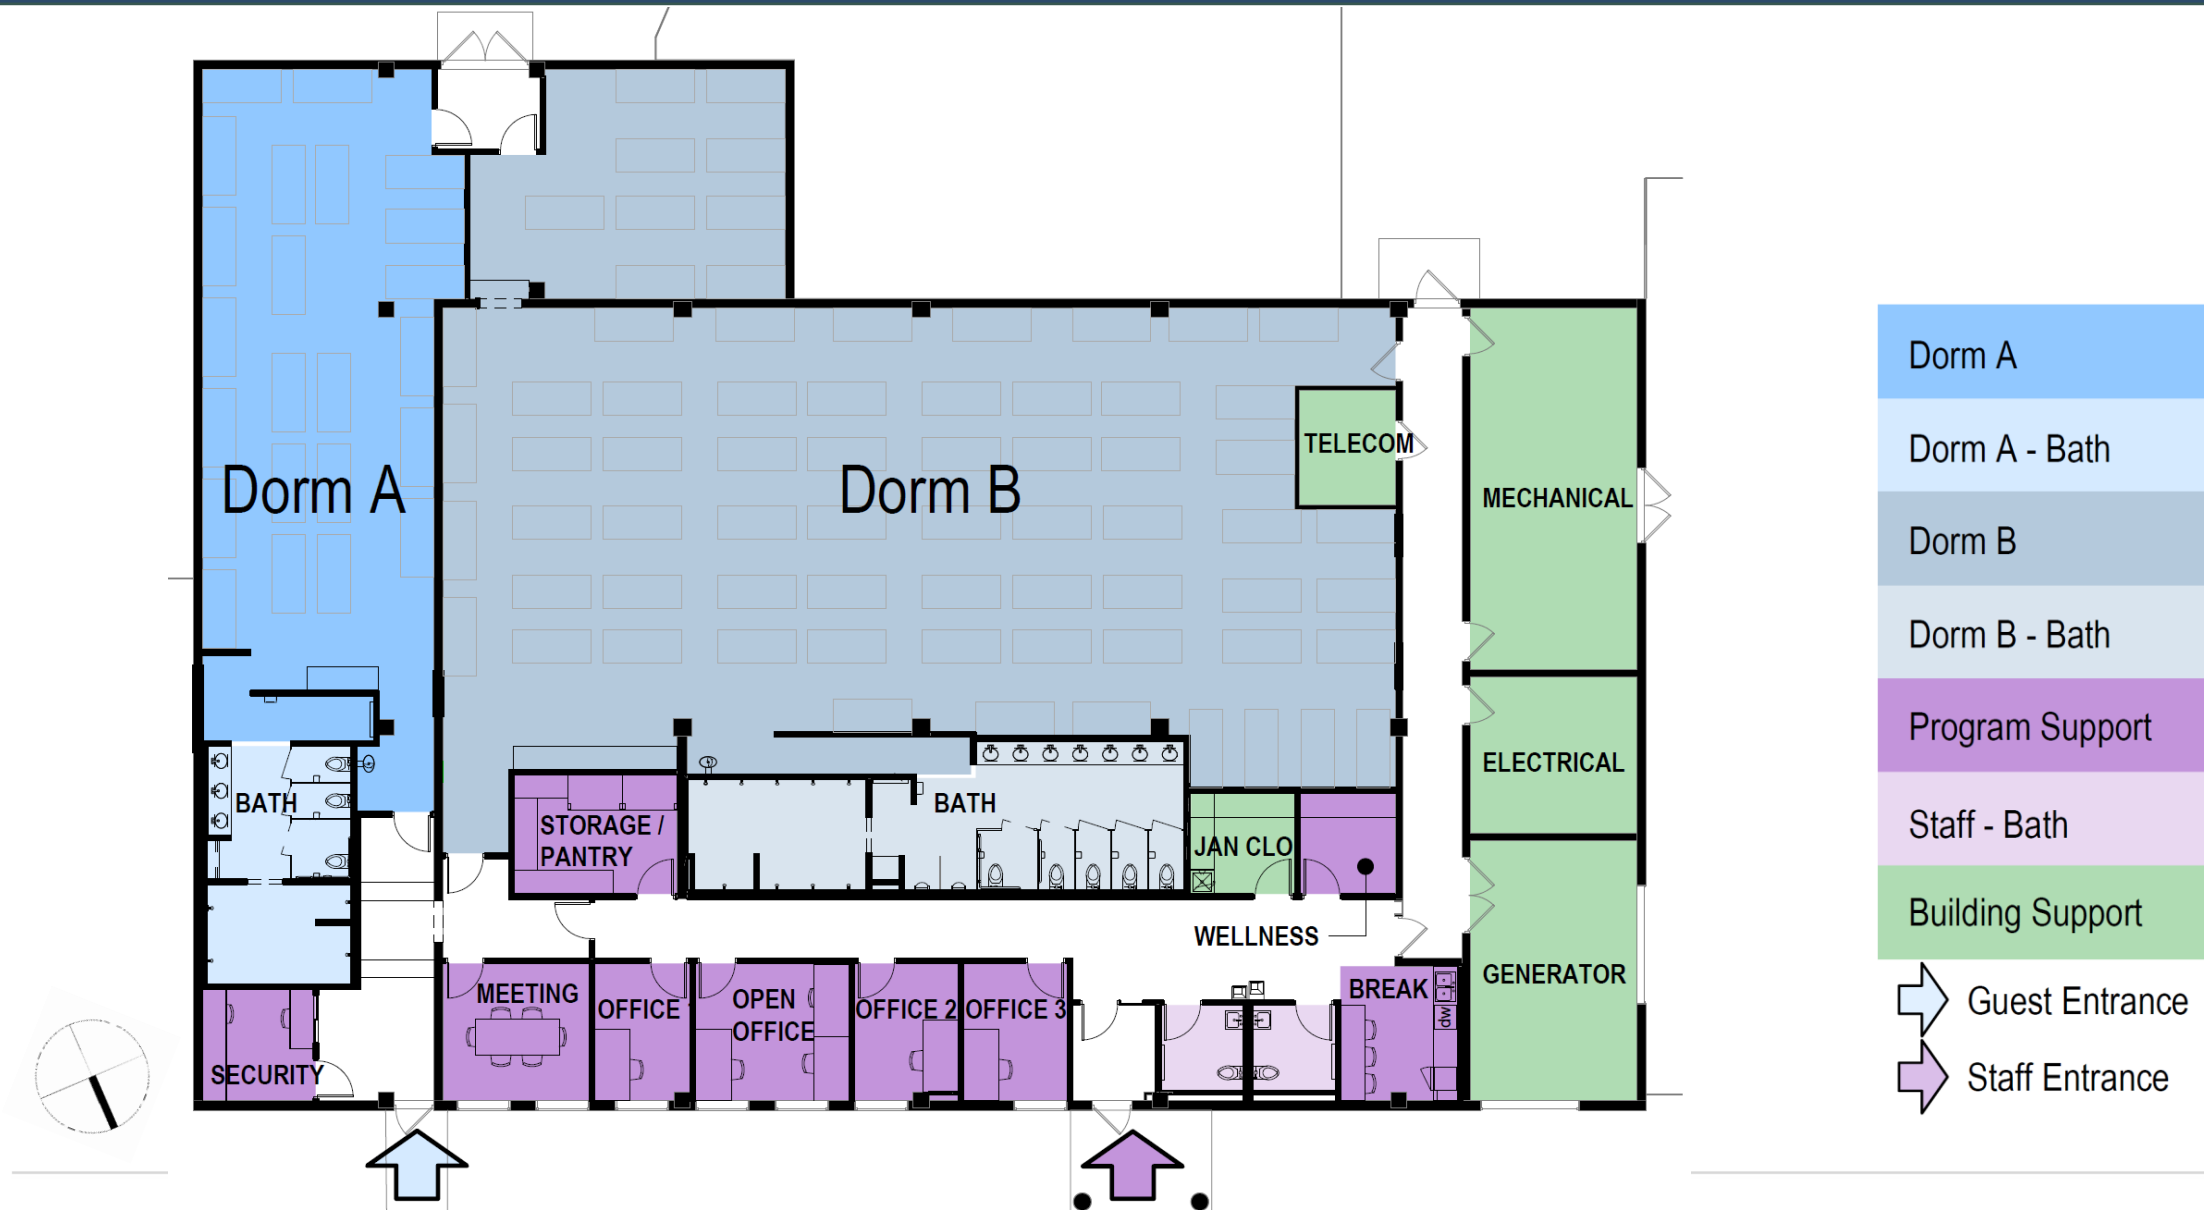 Dorm A
Dorm B
TELECOM
MECHANICAL
ELECTRICAL
GENERATOR
BATH
STORAGE /
PANTRY
BATH
JAN CLO
WELLNESS
SECURITY
MEETING
OFFICE
OPEN
OFFICE
OFFICE 2
OFFICE 3
BREAK
dw
Dorm A
Dorm A - Bath
Dorm B
Dorm B - Bath
Program Support
Staff - Bath
Building Support
Guest Entrance
Staff Entrance